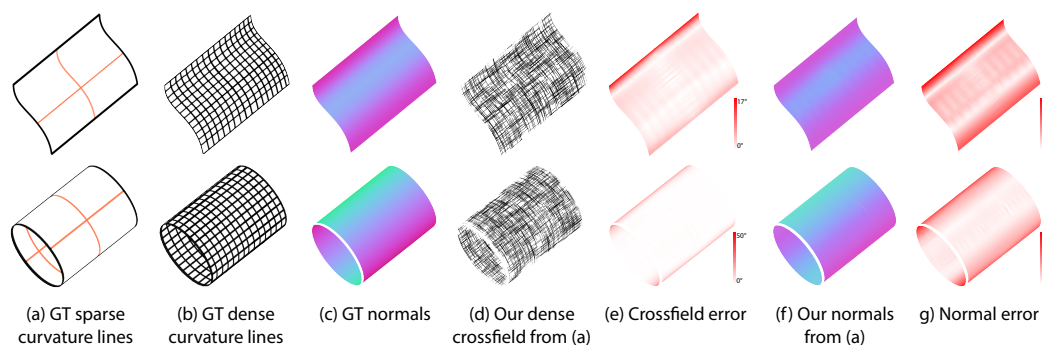 17°
0°
50°
0°
(a) GT sparse
curvature lines
(b) GT dense
curvature lines
(c) GT normals
(d) Our dense
crossfield from (a)
(e) Crossfield error
(f) Our normals
from (a)
g) Normal error